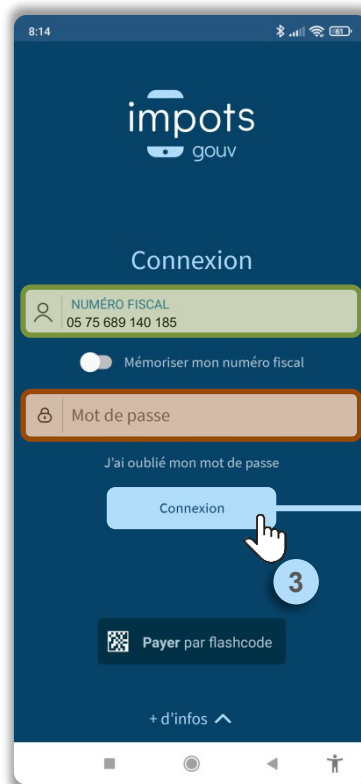 8:14
61
impots
gouv
Connexion
NUMÉRO FISCAL
05 75 689 140 185
Mémoriser mon numéro fiscal
Mot de passe
J'ai oublié mon mot de passe
Connexion
3
Payer par flashcode
+ d'infos